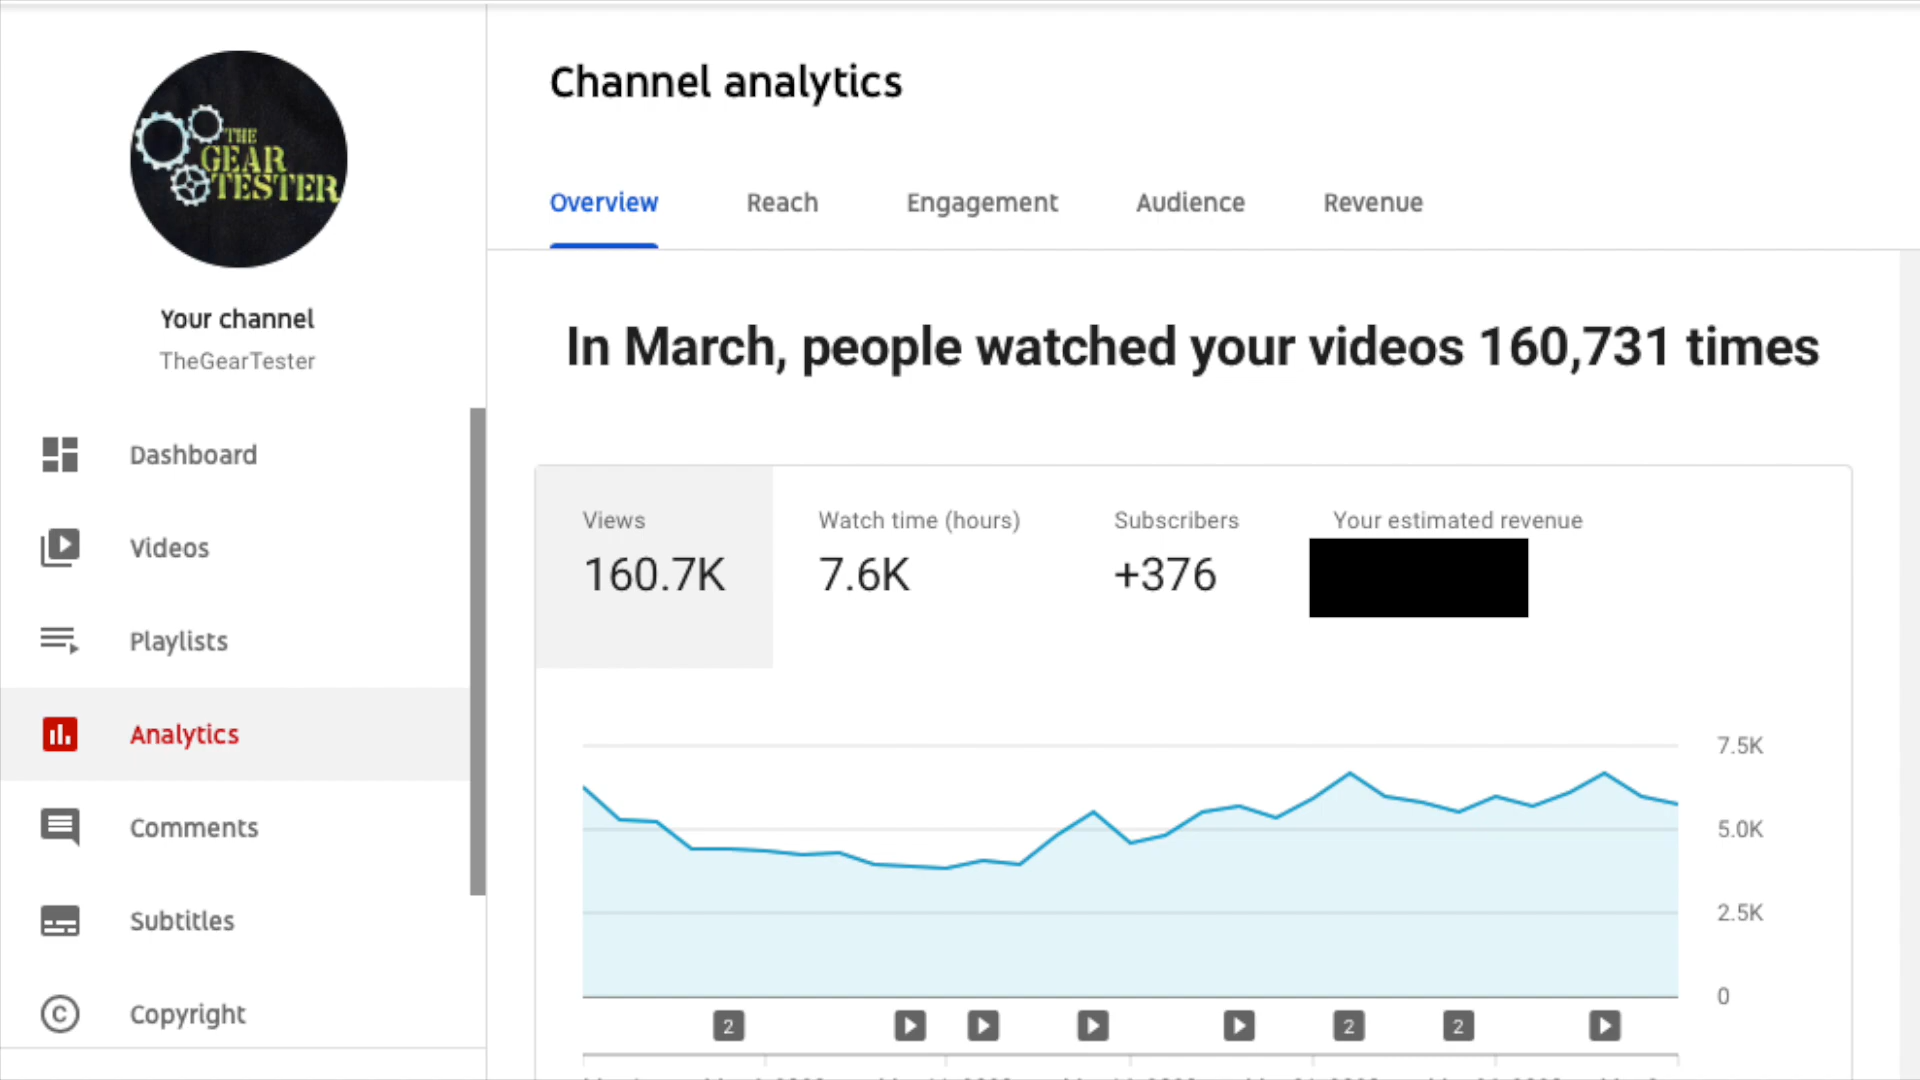 THE
GEAR
TESTER
Your channel
TheGearTester
Dashboard
Videos
Playlists
Analytics
Comments
Subtitles
Copyright
Channel analytics
Overview Reach Engagement Audience Revenue
In March, people watched your videos 160,731 times
Views Watch time (hours) Subscribers Your estimated revenue
160.7K 7.6K +376
7.5K
5.0K
2.5K
0
2 2 2